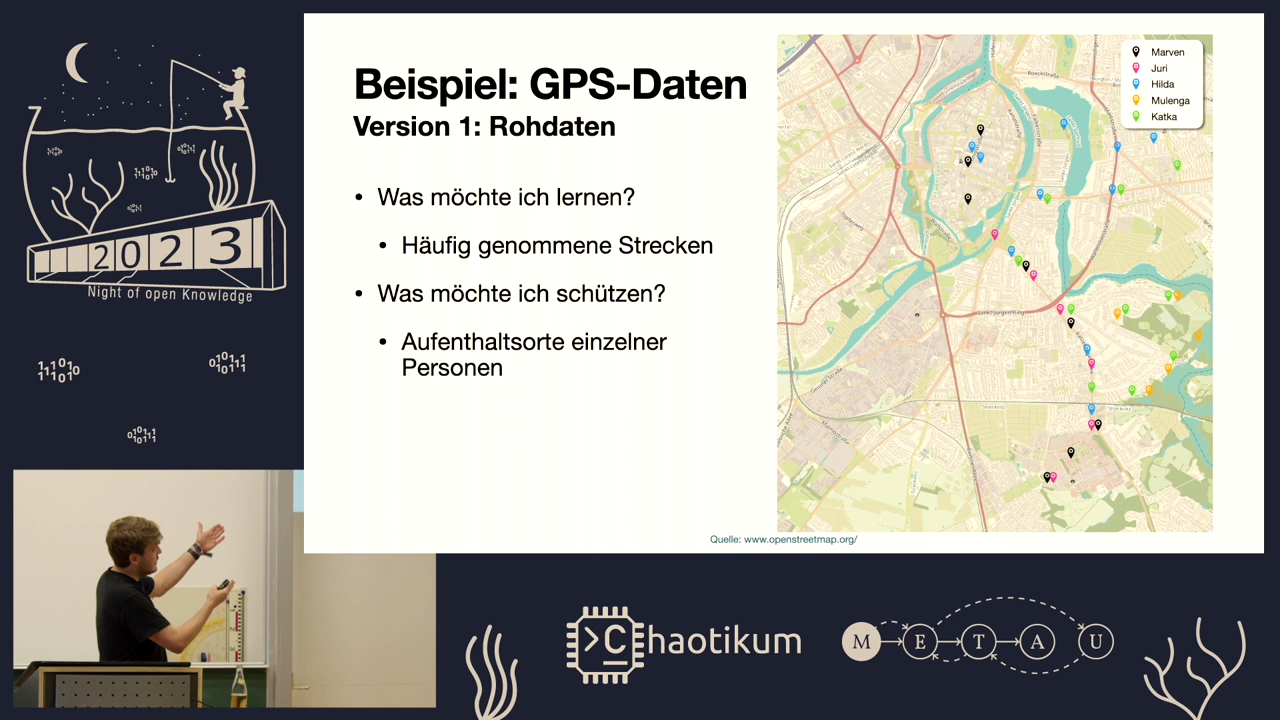 Beispiel: GPS-Daten
Version 1: Rohdaten
• Was möchte ich lernen?
• Häufig genommene Strecken
• Was möchte ich schützen?
• Aufenthaltsorte einzelner
Personen
Marven
Juri
Hilda
Mulenga
Katka
Quelle: www.openstreetmap.org/
2023
Night of open Knowledge
>C haotikum
M E T A U